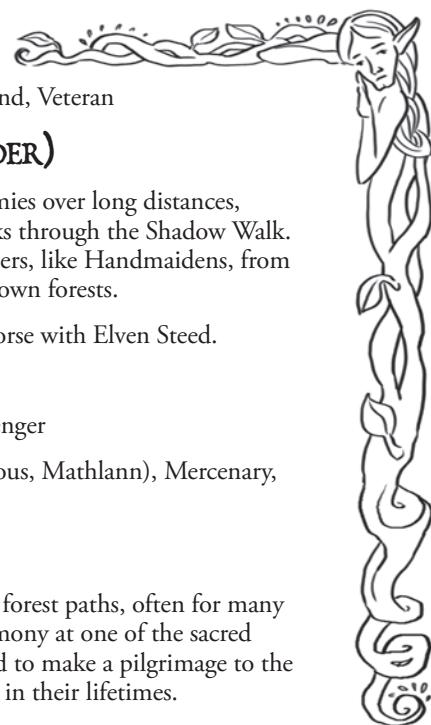 nd, Veteran
DER)
mies over long distances,
ks through the Shadow Walk.
ers, like Handmaidens, from
own forests.
orse with Elven Steed.
enger
ous, Mathlann), Mercenary,
forest paths, often for many
mony at one of the sacred
d to make a pilgrimage to the
in their lifetimes.